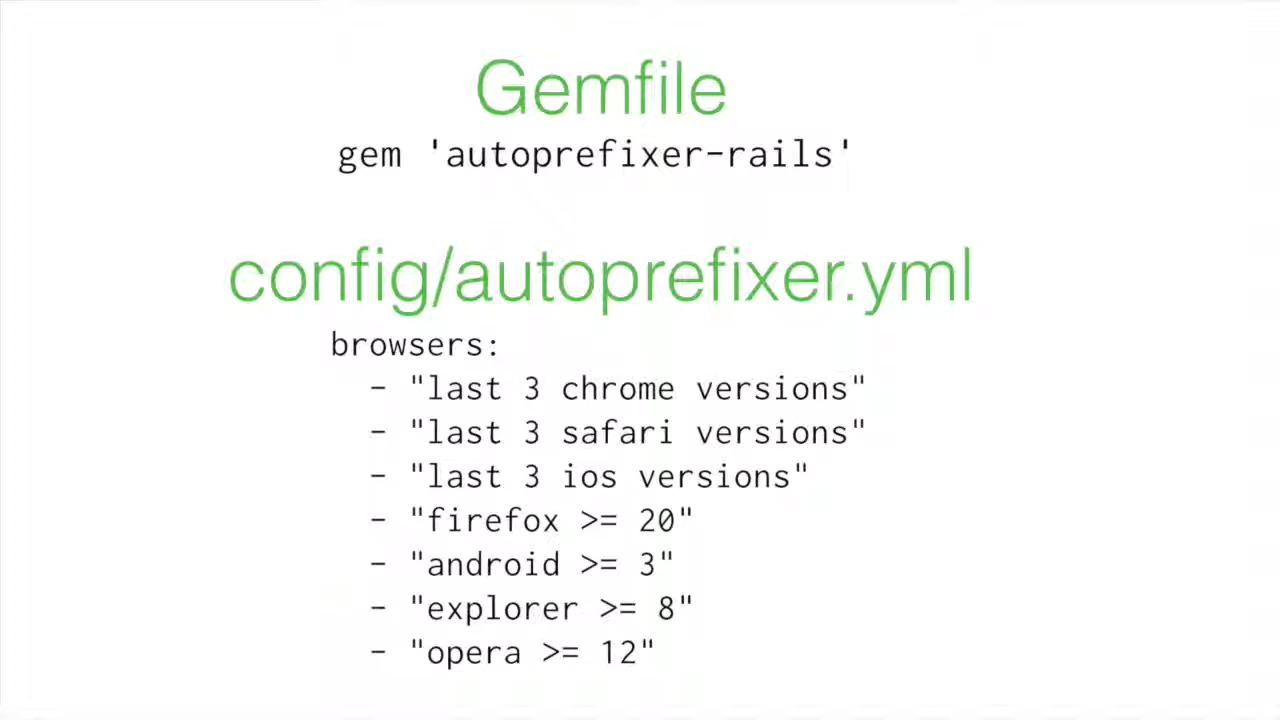 Gemfile
gem 'autoprefixer-rails'
config/autoprefixer.yml
browsers:
- "last 3 chrome versions"
- "last 3 safari versions"
- "last 3 ios versions"
- "firefox >= 20"
- "android >= 3"
- "explorer >= 8"
- "opera >= 12"